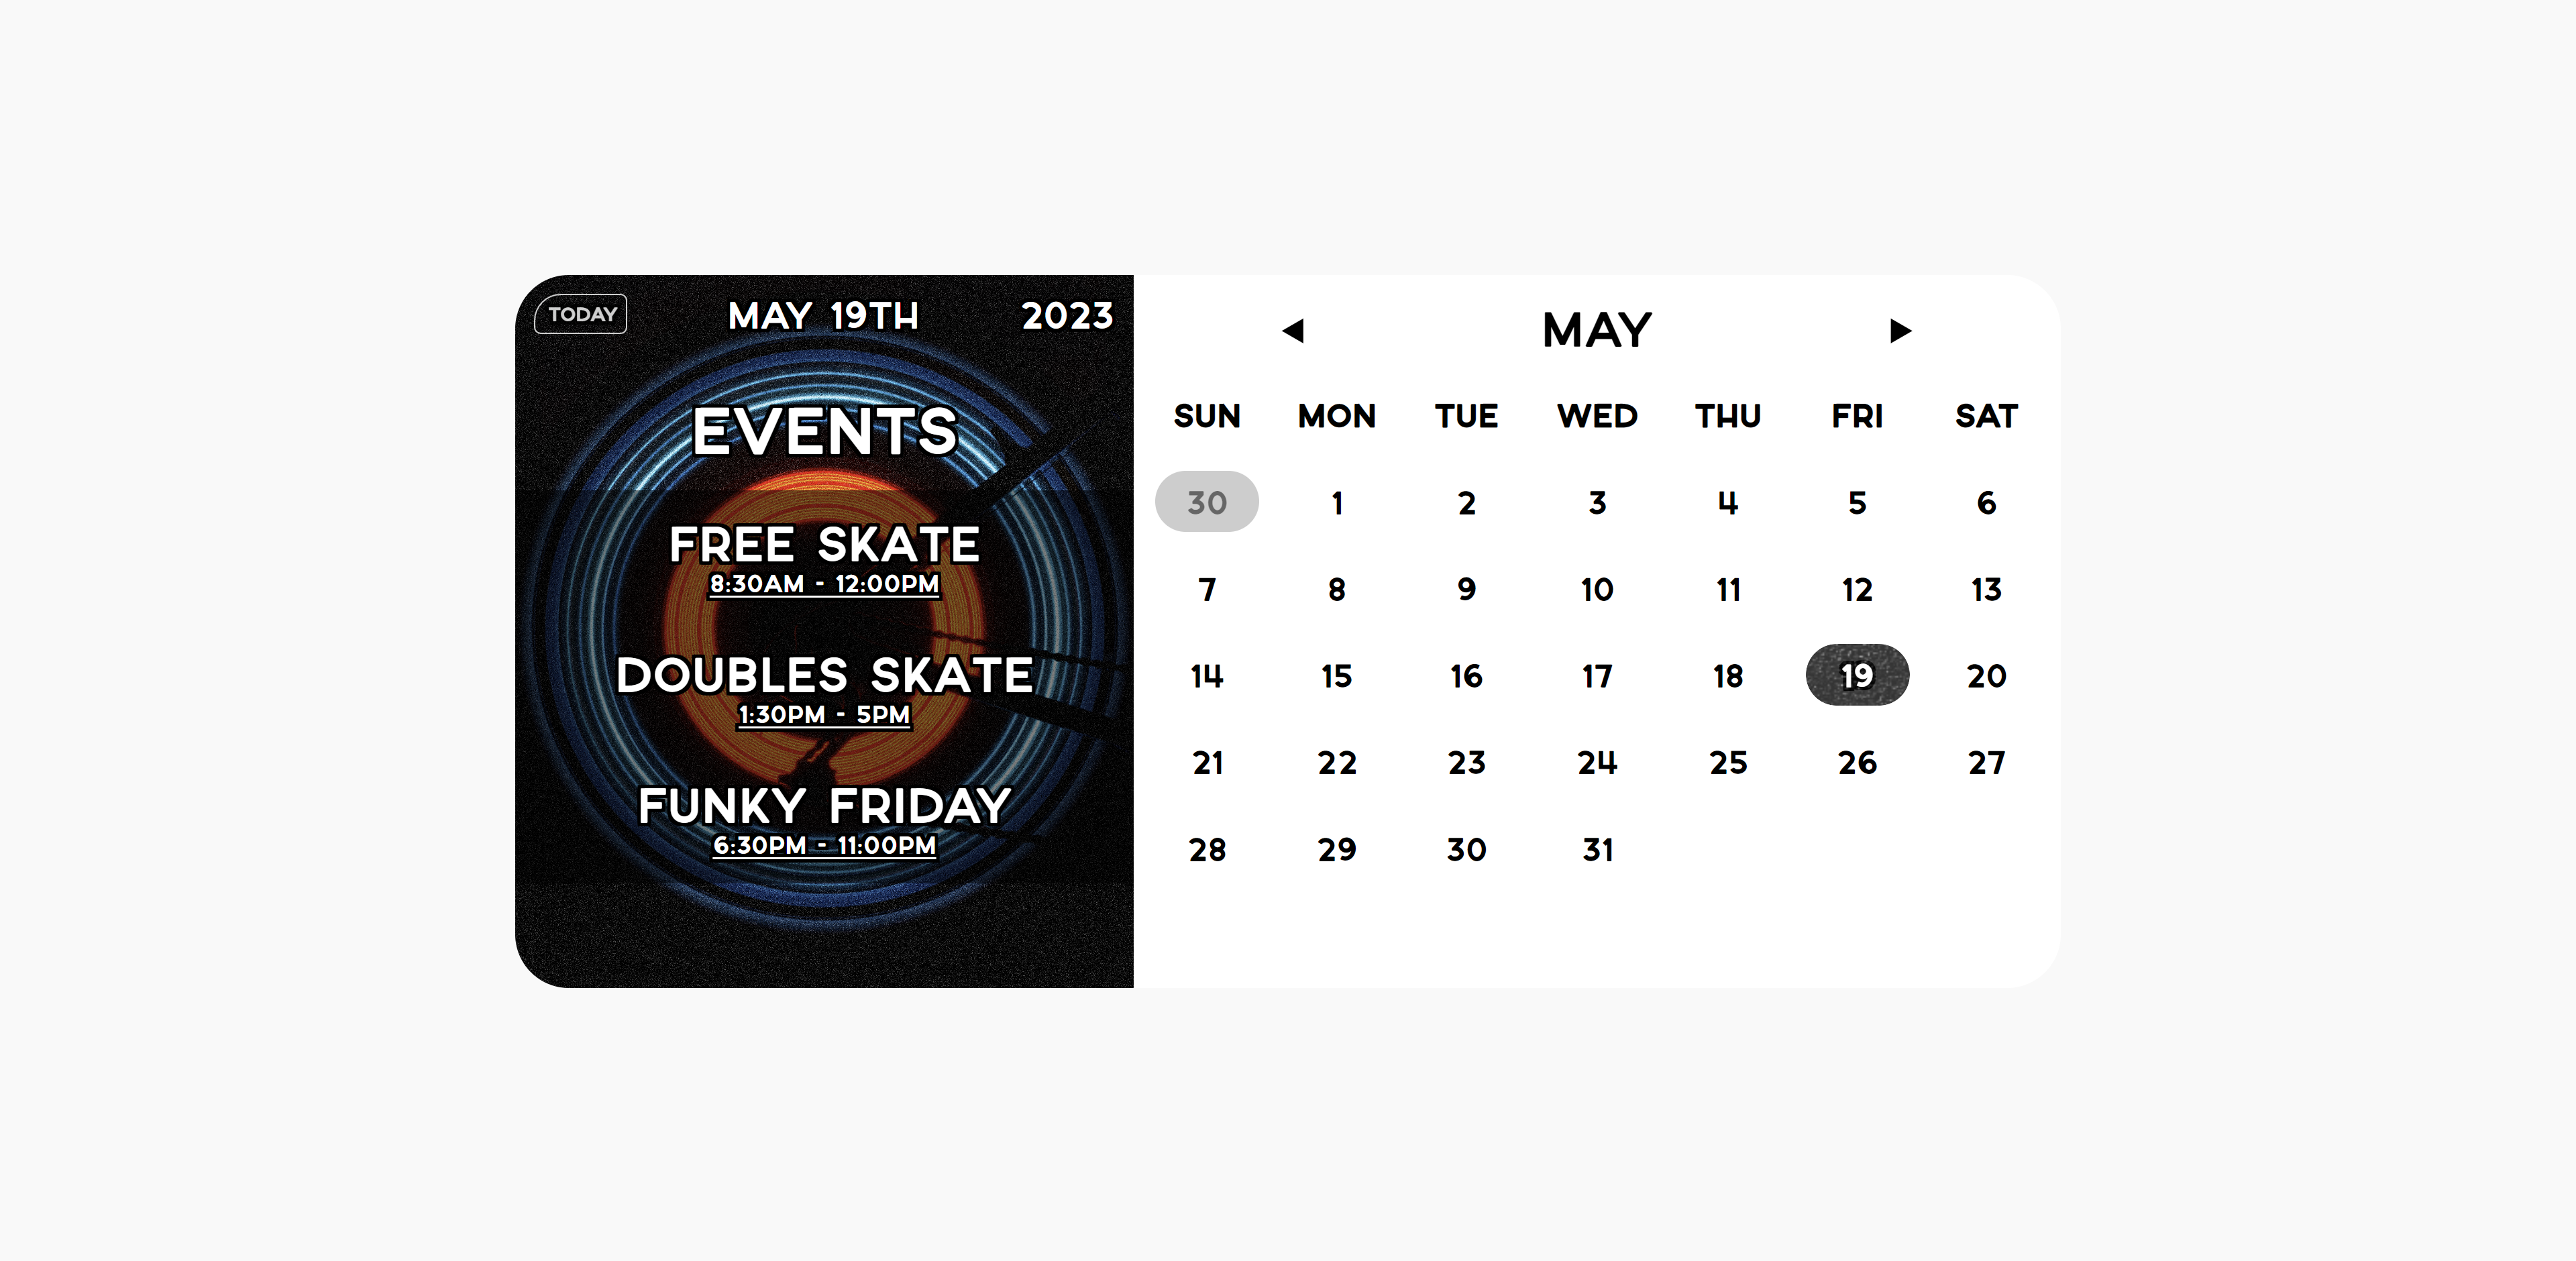 TODAY MAY 19TH 2023
EVENTS
FREE SKATE
8:30AM - 12:00PM
DOUBLES SKATE
1:30PM - 5PM
FUNKY FRIDAY
6:30PM - 11:00PM
MAY
SUN MON TUE WED THU FRI SAT
30 1 2 3 4 5 6
7 8 9 10 11 12 13
14 15 16 17 18 19 20
21 22 23 24 25 26 27
28 29 30 31